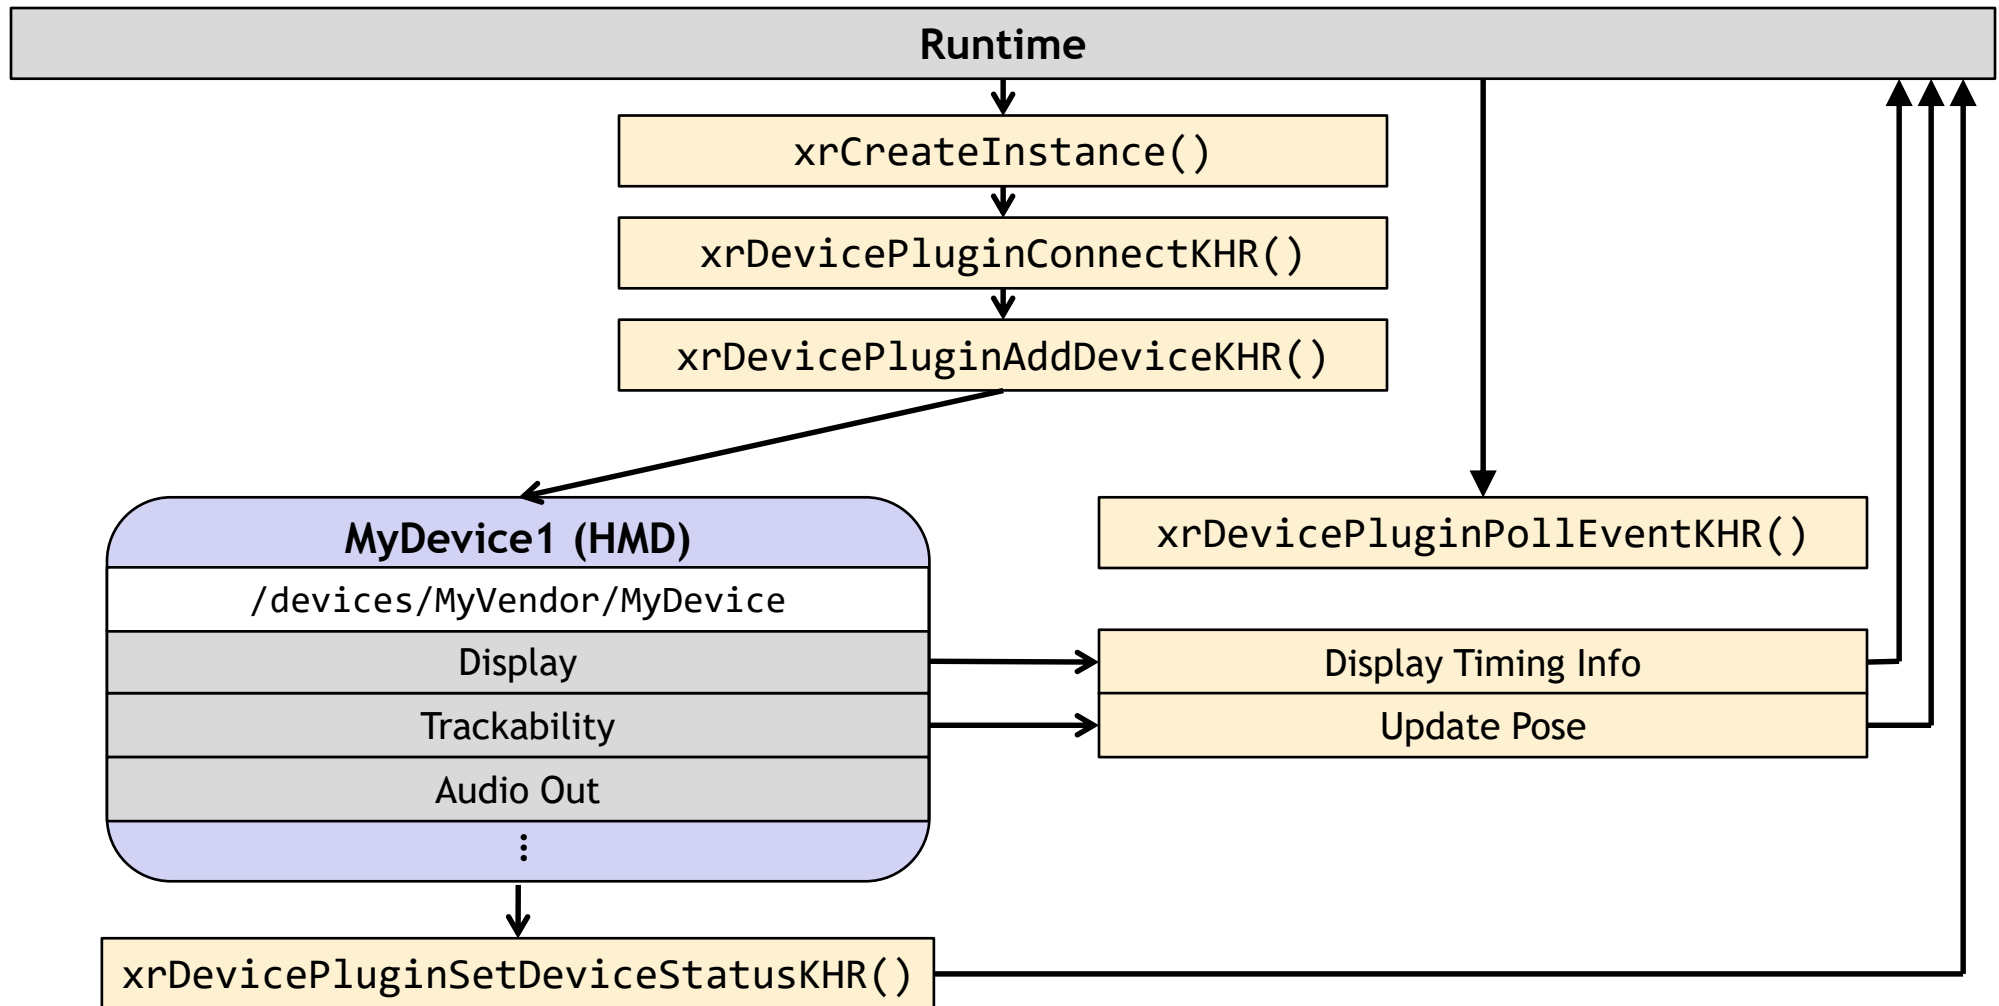 Runtime
xrCreateInstance()
xrDevicePluginConnectKHR()
xrDevicePluginAddDeviceKHR()
MyDevice1 (HMD)
/devices/MyVendor/MyDevice
Display
Trackability
Audio Out
⋮
xrDevicePluginPollEventKHR()
Display Timing Info
Update Pose
xrDevicePluginSetDeviceStatusKHR()